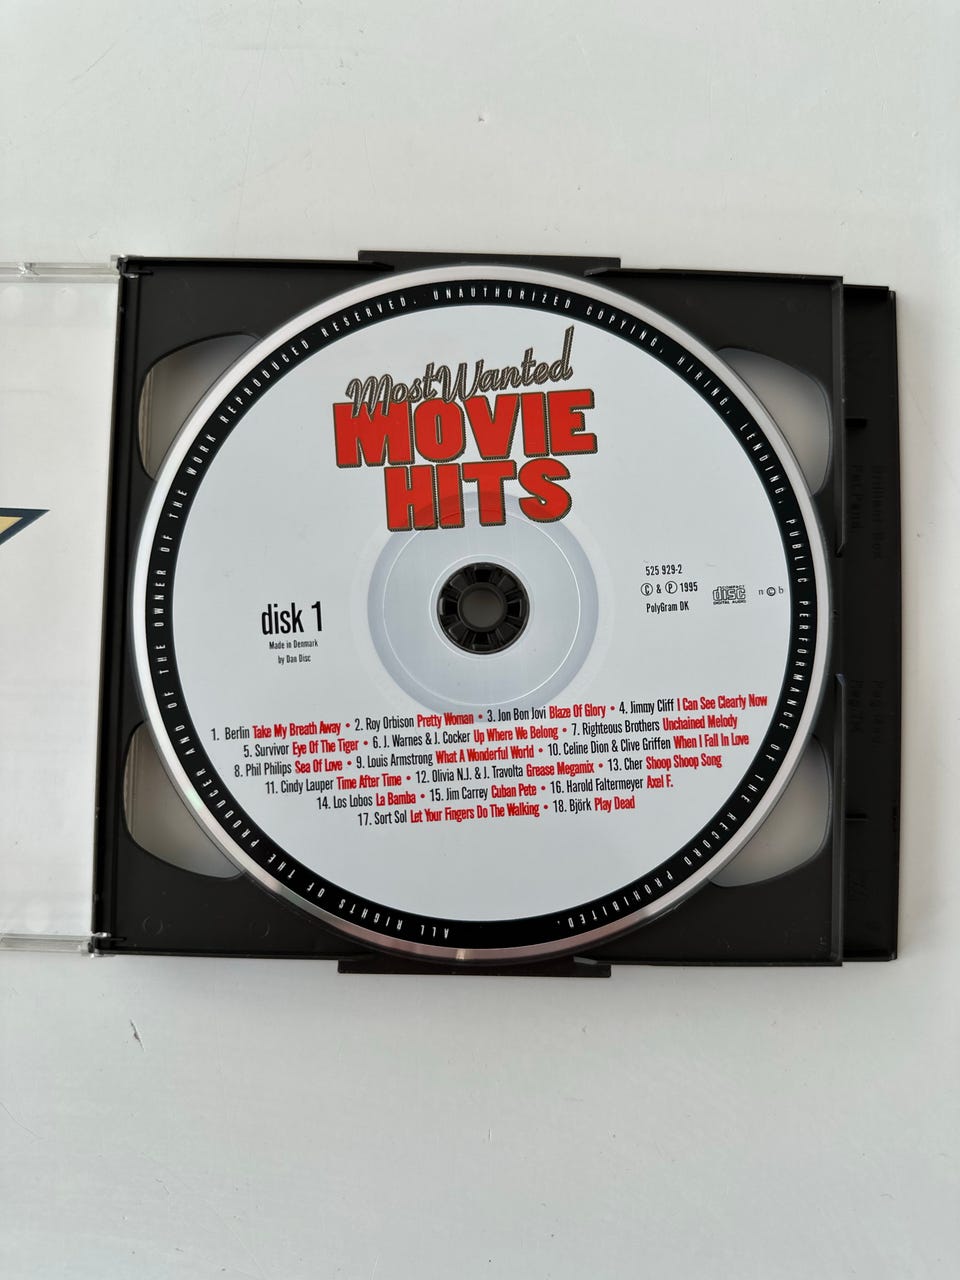 Most Wanted
MOVIE
HITS
disk 1
Made in Denmark
by Dan Disc
525 929-2
Ⓒ & Ⓟ 1995
PolyGram DK
COMPACT
disc
DIGITAL AUDIO
n©b
1. Berlin Take My Breath Away • 2. Roy Orbison Pretty Woman • 3. Jon Bon Jovi Blaze Of Glory • 4. Jimmy Cliff I Can See Clearly Now
5. Survivor Eye Of The Tiger • 6. J. Warnes & J. Cocker Up Where We Belong • 7. Righteous Brothers Unchained Melody
8. Phil Philips Sea Of Love • 9. Louis Armstrong What A Wonderful World • 10. Celine Dion & Clive Griffen When I Fall In Love
11. Cindy Lauper Time After Time • 12. Olivia N.J. & J. Travolta Grease Megamix • 13. Cher Shoop Shoop Song
14. Los Lobos La Bamba • 15. Jim Carrey Cuban Pete • 16. Harold Faltermeyer Axel F.
17. Sort Sol Let Your Fingers Do The Walking • 18. Björk Play Dead
ALL RIGHTS OF THE PRODUCER AND OF THE OWNER OF THE WORK REPRODUCED RESERVED. UNAUTHORIZED COPYING, HIRING, LENDING, PUBLIC PERFORMANCE OF THE RECORD PROHIBITED.